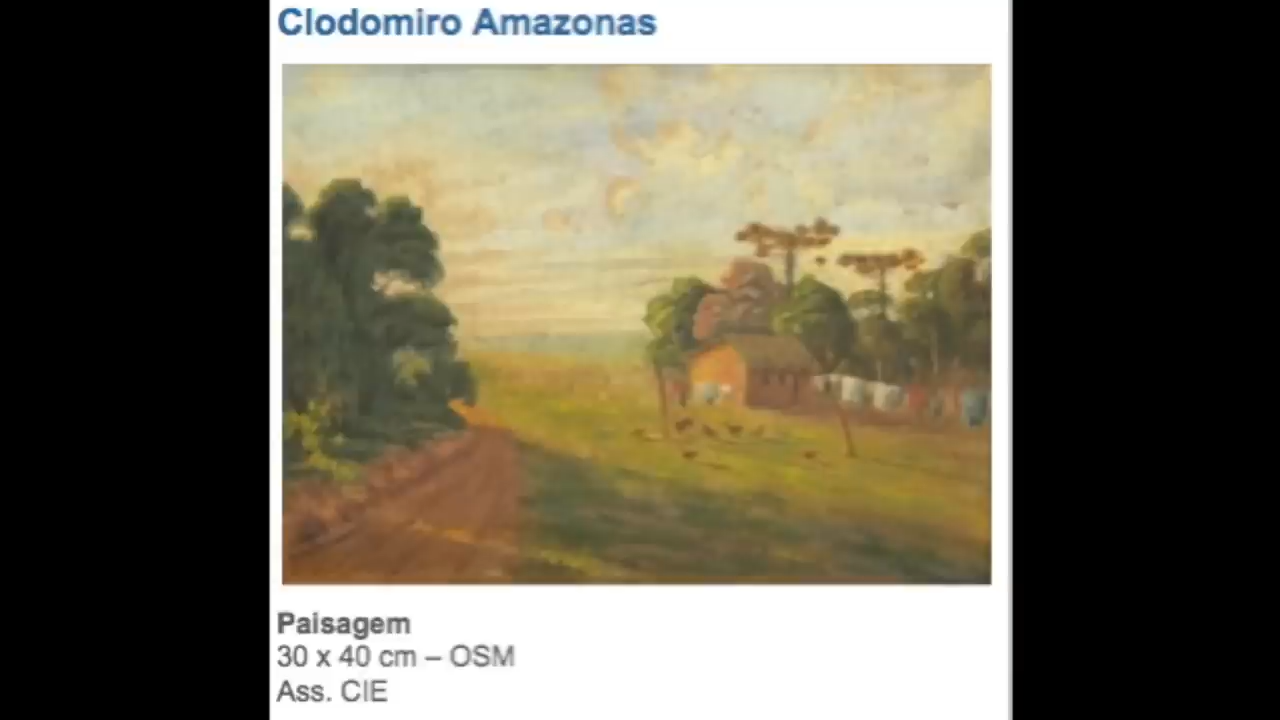 Clodomiro Amazonas
Paisagem
30 x 40 cm – OSM
Ass. CIE